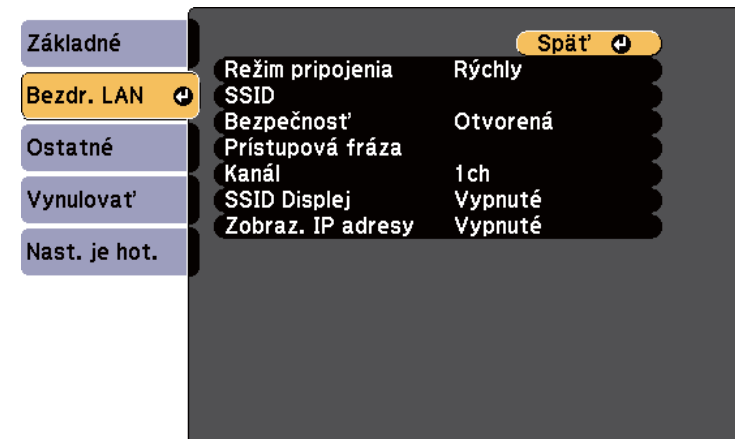 Základné
Bezdr. LAN
Ostatné
Vynulovať
Nast. je hot.
Späť
Režim pripojenia Rýchly
SSID
Bezpečnosť Otvorená
Prístupová fráza
Kanál 1ch
SSID Displej Vypnuté
Zobraz. IP adresy Vypnuté